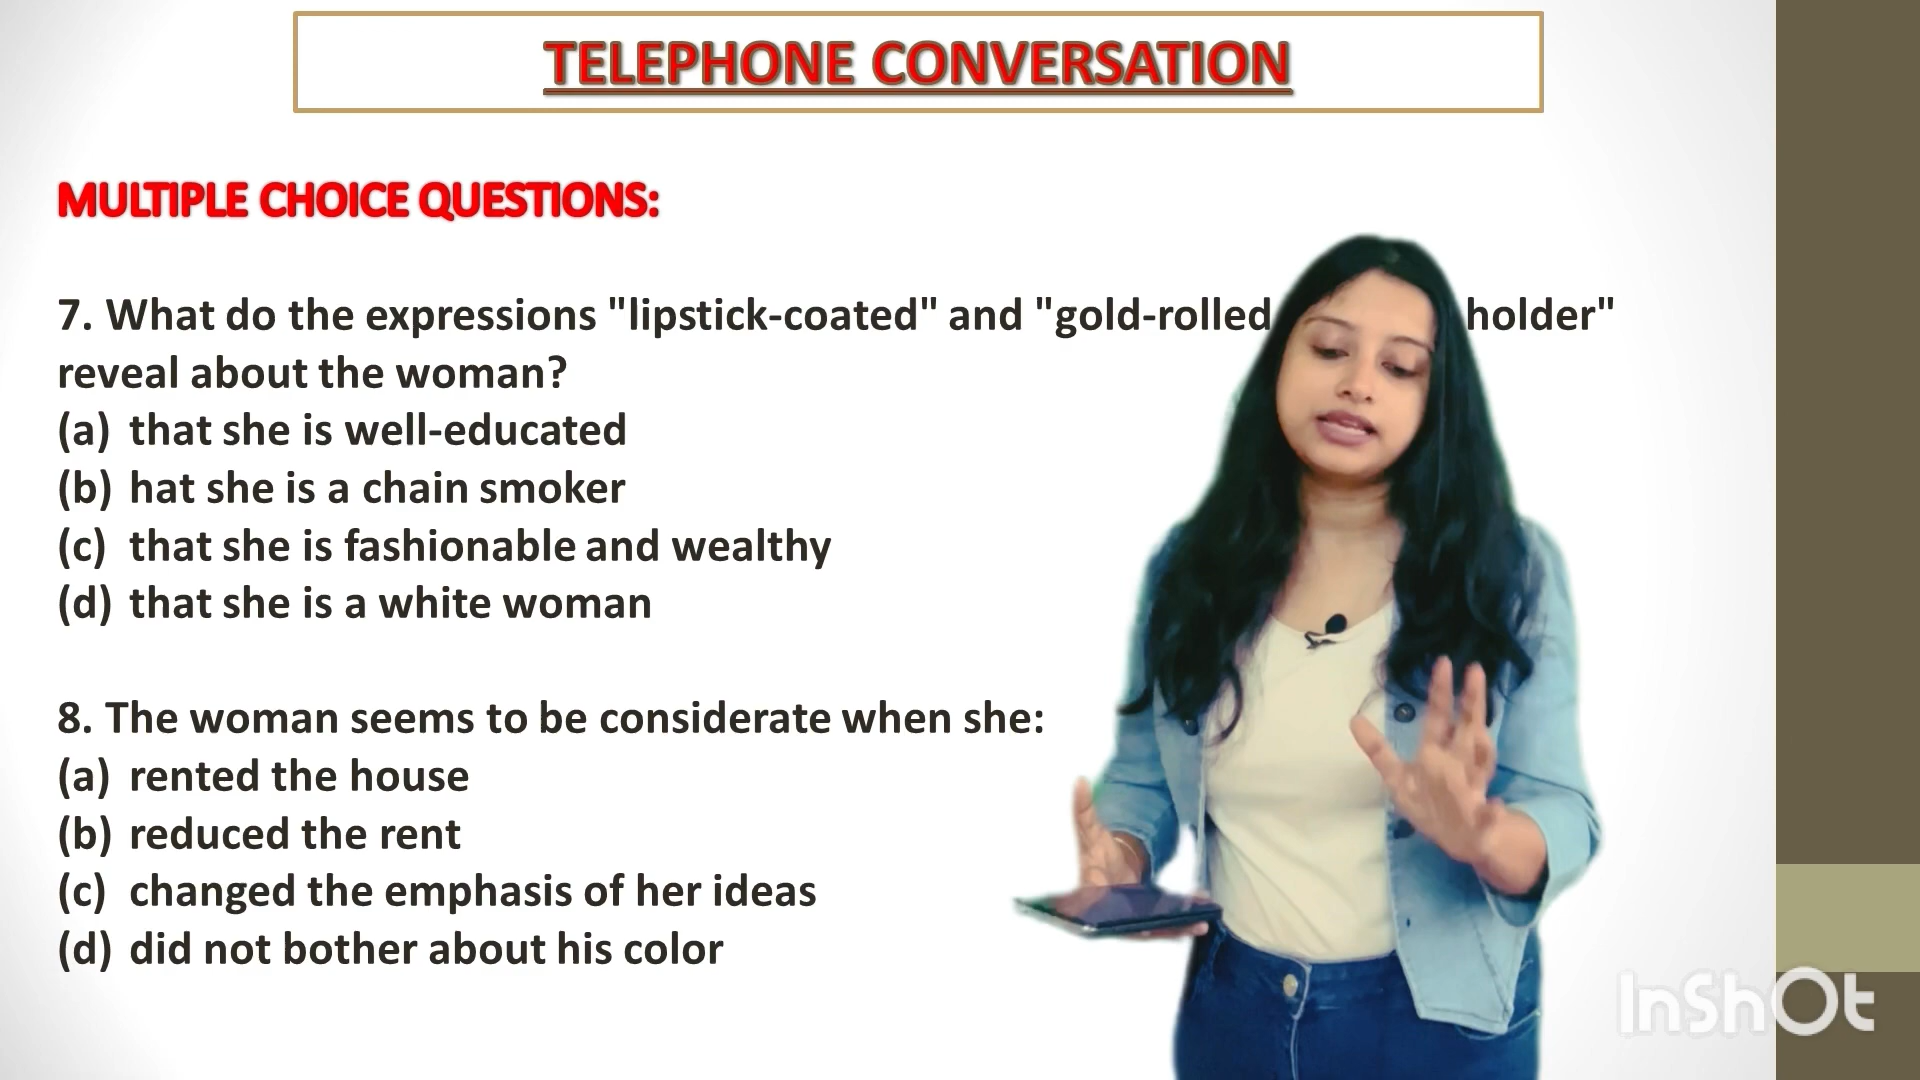 TELEPHONE CONVERSATION
MULTIPLE CHOICE QUESTIONS:
7. What do the expressions "lipstick-coated" and "gold-rolled holder"
reveal about the woman?
(a) that she is well-educated
(b) hat she is a chain smoker
(c) that she is fashionable and wealthy
(d) that she is a white woman
8. The woman seems to be considerate when she:
(a) rented the house
(b) reduced the rent
(c) changed the emphasis of her ideas
(d) did not bother about his color
InShOt